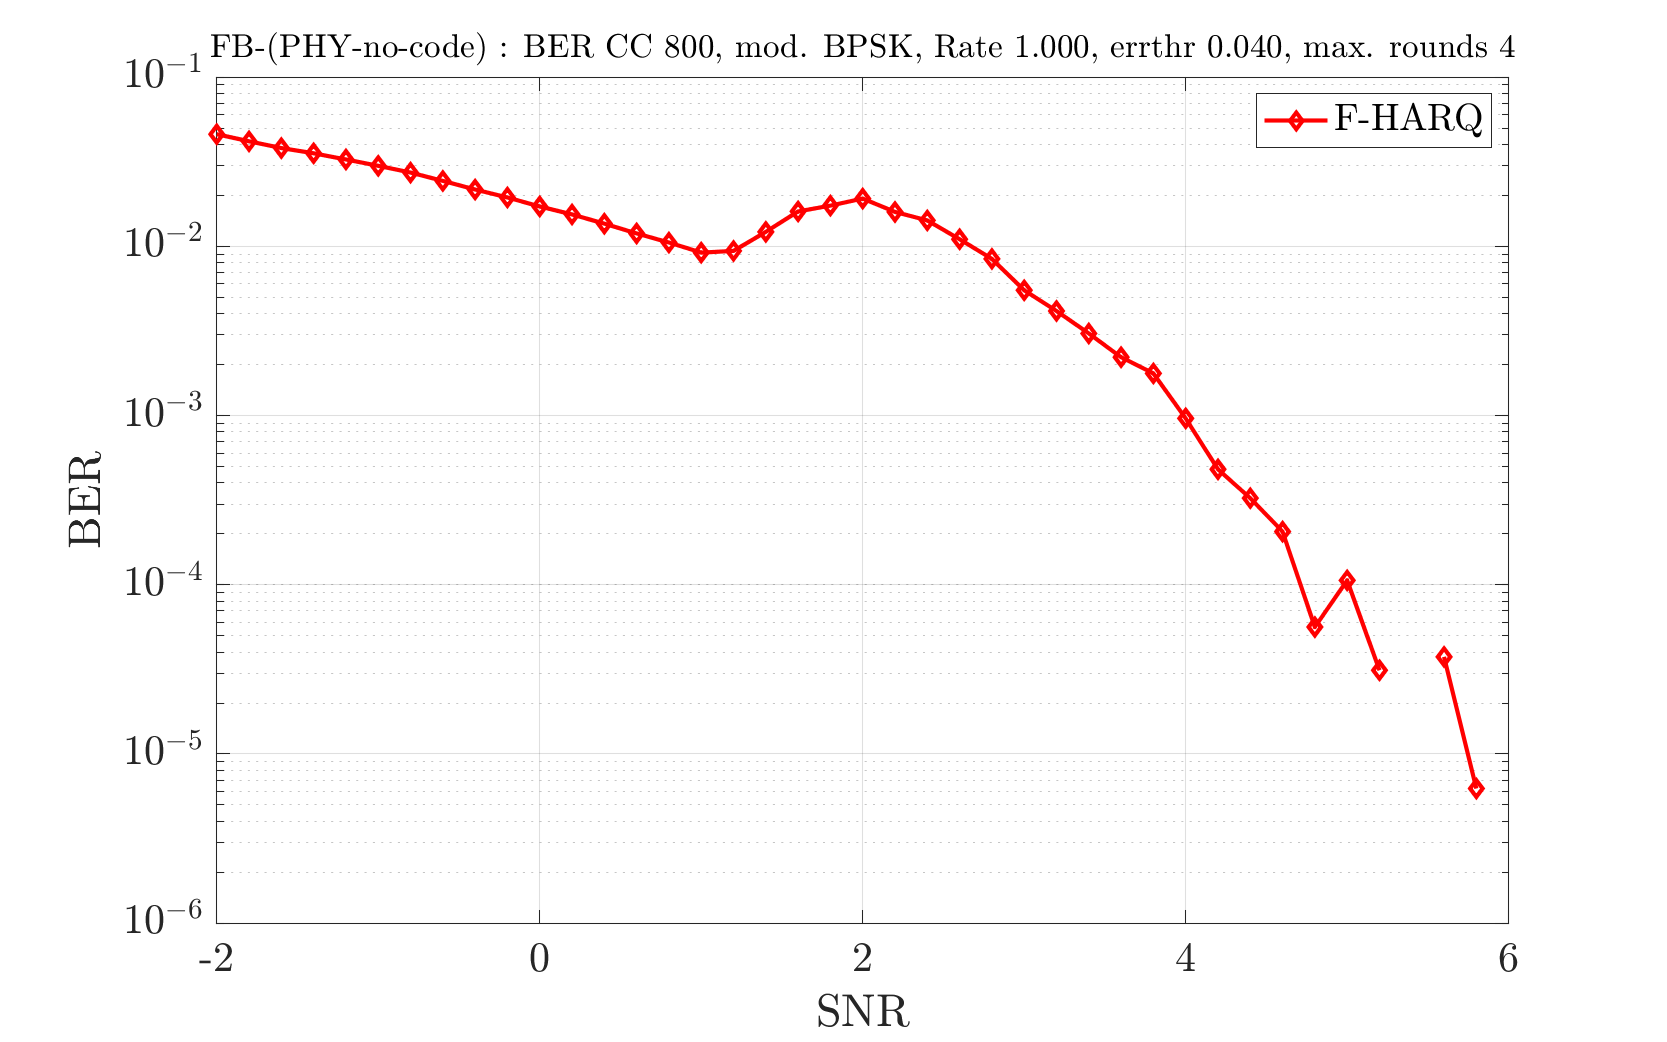 FB-(PHY-no-code) : BER CC 800, mod. BPSK, Rate 1.000, errthr 0.040, max. rounds 4
10^{-1}
F-HARQ
10^{-2}
10^{-3}
BER
10^{-4}
10^{-5}
10^{-6}
-2 0 2 4 6
SNR